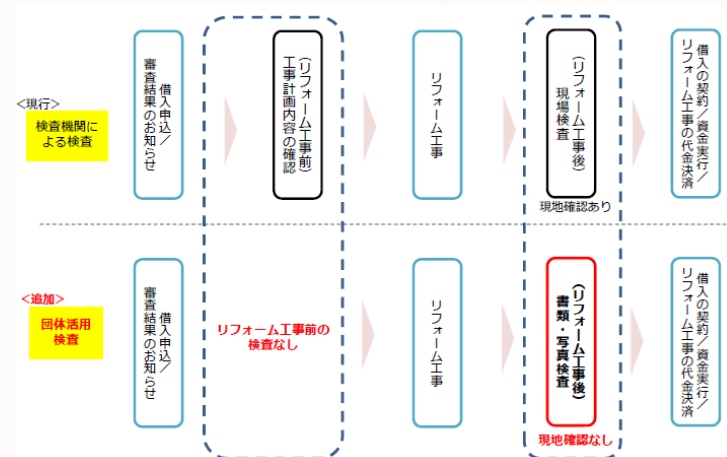 <現行>
検査機関に
よる検査
借入申込/
審査結果のお知らせ
(リフォーム工事前)
工事計画内容の確認
リフォーム工事
(リフォーム工事後)
現場検査
現地確認あり
借入の契約/資金実行/
リフォーム工事の代金決済
<追加>
団体活用
検査
借入申込/
審査結果のお知らせ
リフォーム工事前の
検査なし
リフォーム工事
(リフォーム工事後)
書類・写真検査
現地確認なし
借入の契約/資金実行/
リフォーム工事の代金決済